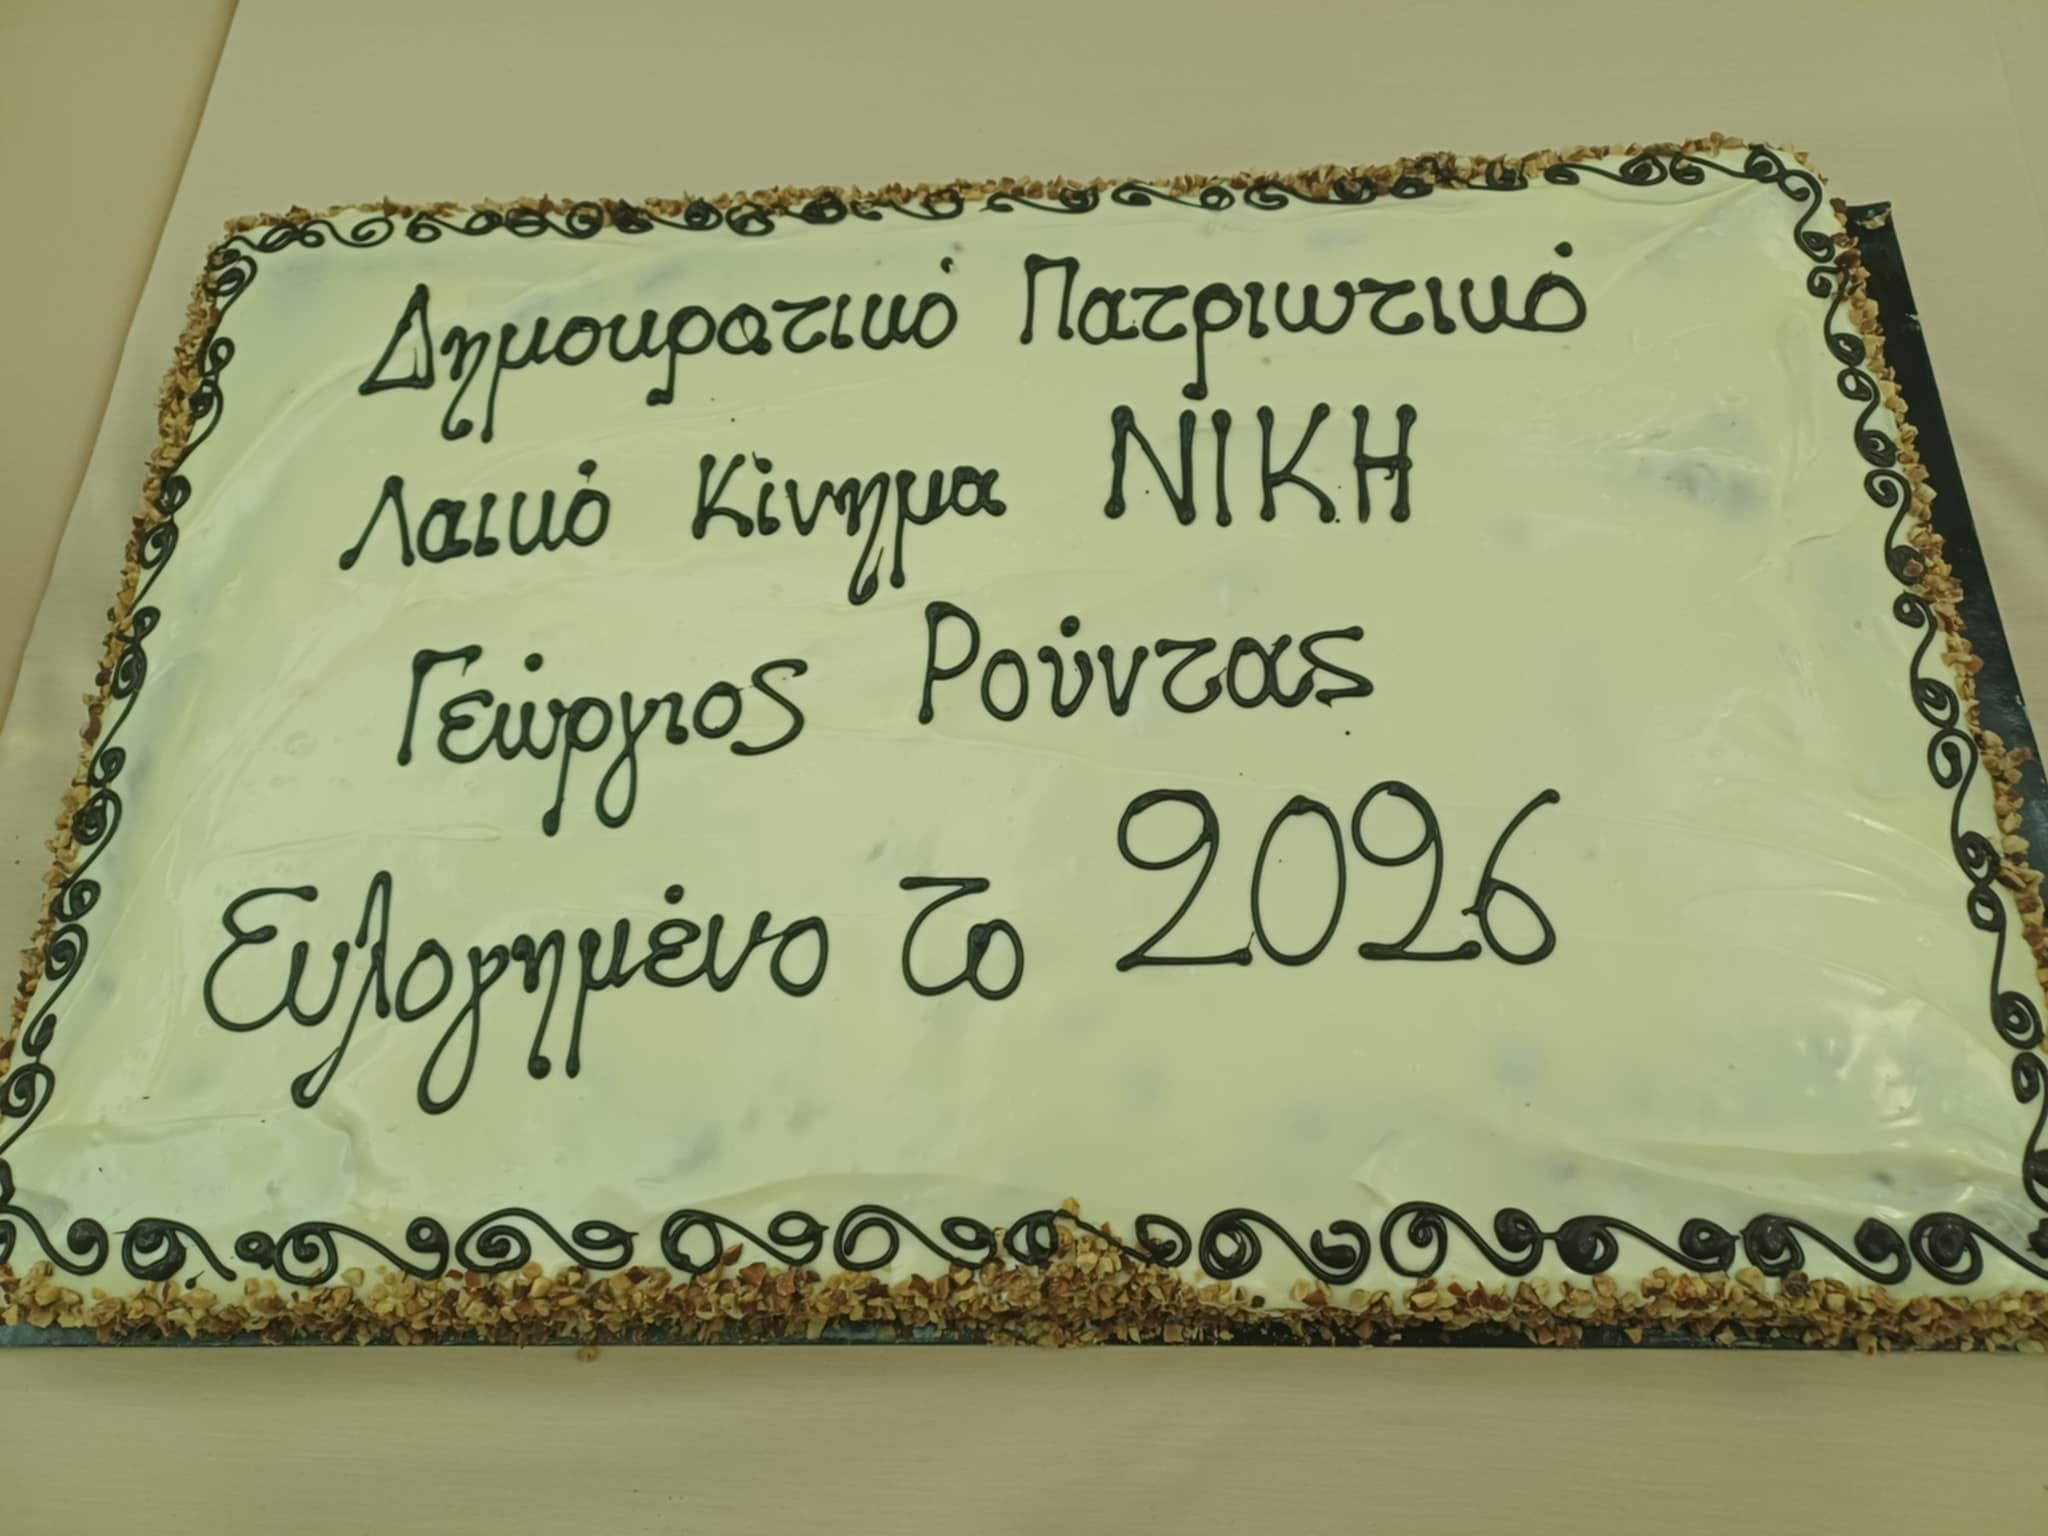 Δημοκρατικό Πατριωτικό
Λαικό Κίνημα ΝΙΚΗ
Γεώργιος Ρούντας
Ευλογημένο το 2026